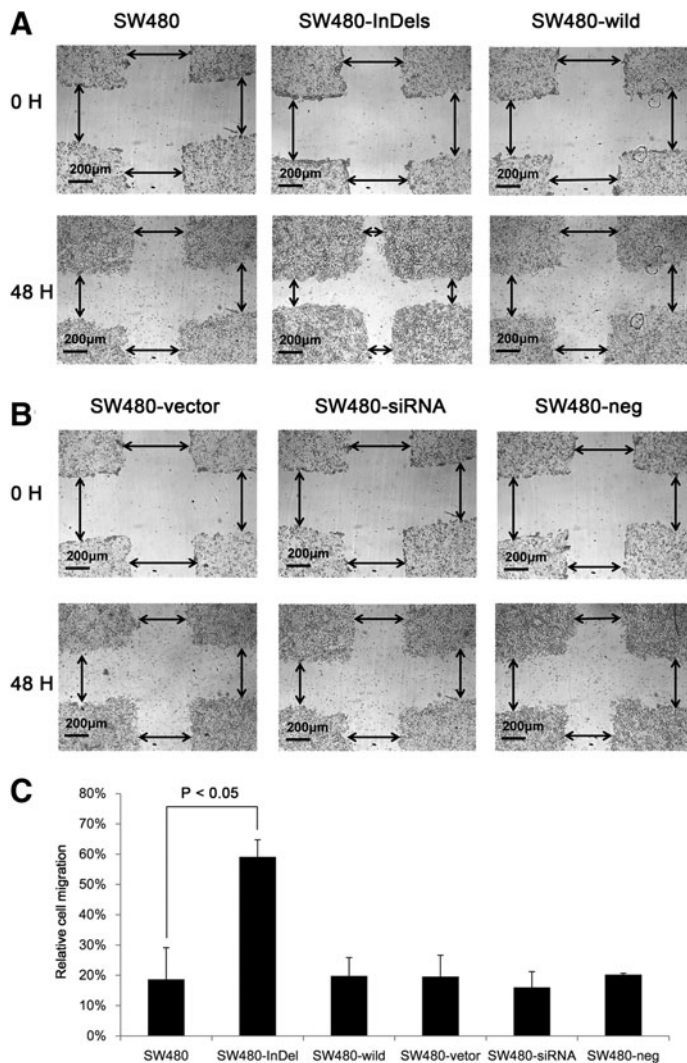 A
SW480 SW480-InDels SW480-wild
0 H
200µm 200µm 200µm
48 H
200µm 200µm 200µm
B
SW480-vector SW480-siRNA SW480-neg
0 H
200µm 200µm 200µm
48 H
200µm 200µm 200µm
C
80%
70%
60%
50%
40%
30%
20%
10%
0%
Relative cell migration
P < 0.05
SW480 SW480-InDel SW480-wild SW480-vetor SW480-siRNA SW480-neg